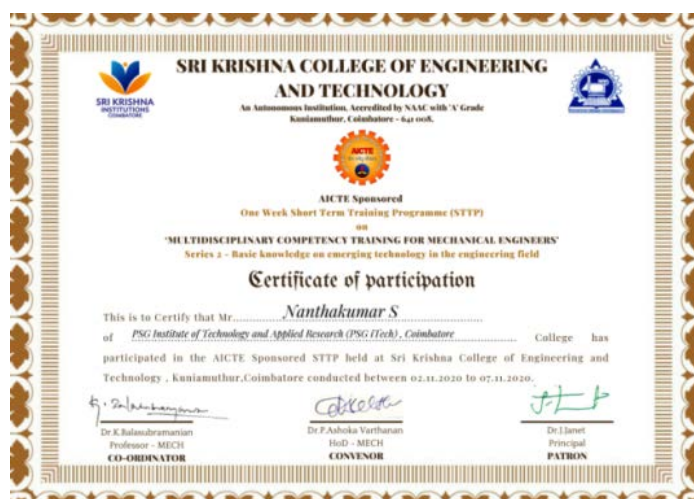 SRI KRISHNA COLLEGE OF ENGINEERING
AND TECHNOLOGY
An Autonomous Institution, Accredited by NAAC with 'A' Grade
Kuniamuthur, Coimbatore - 641 008.
SRI KRISHNA
INSTITUTIONS
COIMBATORE
AICTE
AICTE Sponsored
One Week Short Term Training Programme (STTP)
on
'MULTIDISCIPLINARY COMPETENCY TRAINING FOR MECHANICAL ENGINEERS'
Series 2 - Basic knowledge on emerging technology in the engineering field
Certificate of participation
This is to Certify that Mr. Nanthakumar S
of PSG Institute of Technology and Applied Research (PSG iTech) , Coimbatore College has
participated in the AICTE Sponsored STTP held at Sri Krishna College of Engineering and
Technology , Kuniamuthur,Coimbatore conducted between 02.11.2020 to 07.11.2020.
Dr.K.Balasubramanian Dr.P.Ashoka Varthanan Dr.J.Janet
Professor - MECH HoD - MECH Principal
CO-ORDINATOR CONVENOR PATRON